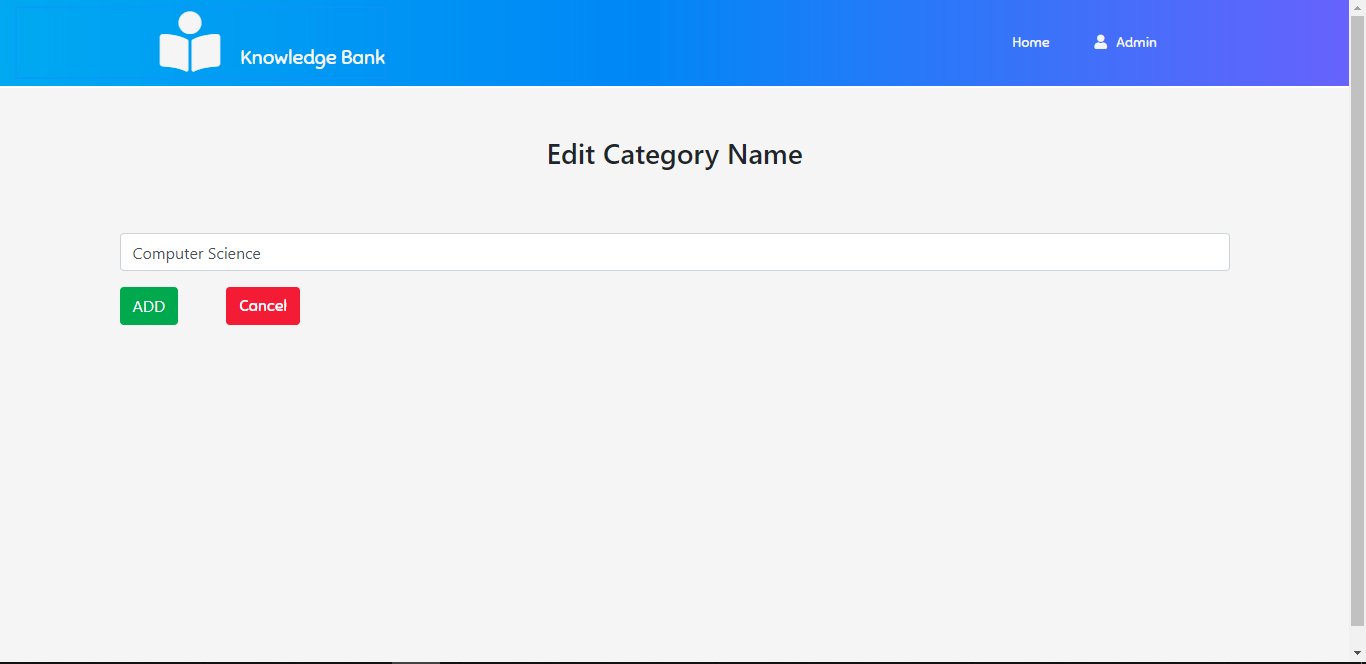 Knowledge Bank
Home
Admin
Edit Category Name
Computer Science
ADD
Cancel